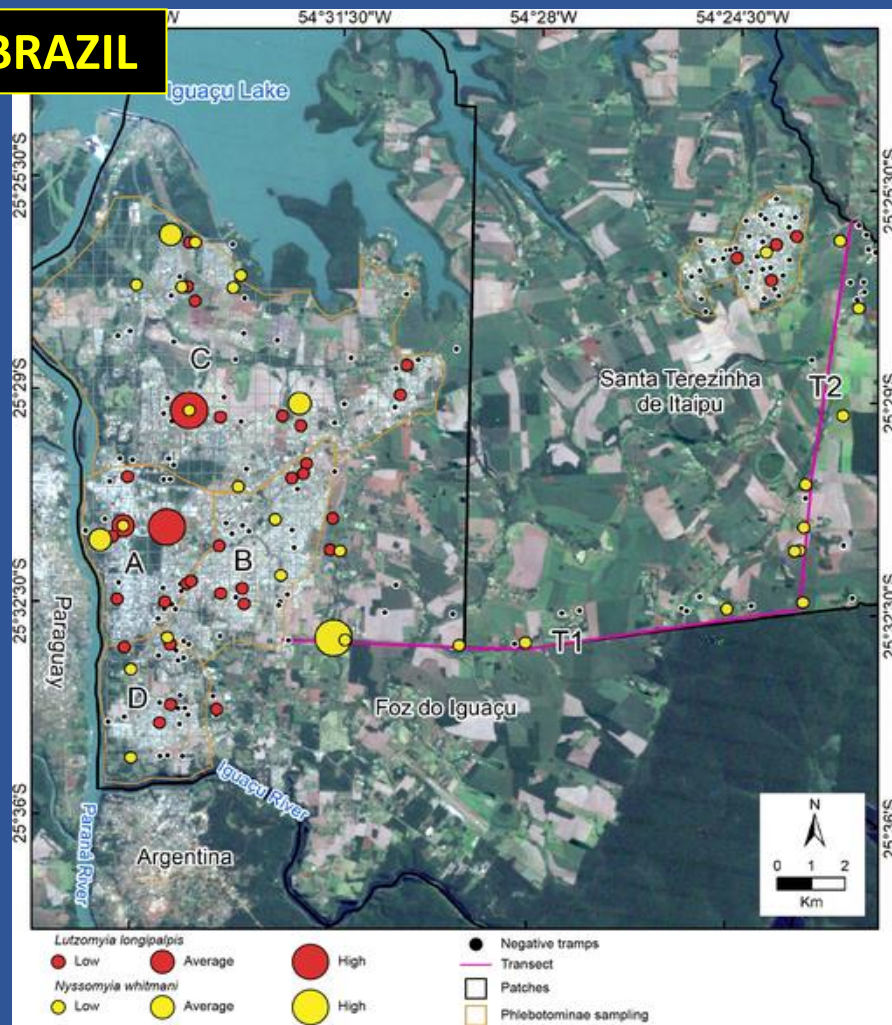 BRAZIL
54°31'30"W
54°28'W
54°24'30"W
Iguaçu Lake
25°25'30"S
25°25'30"S
C
Santa Terezinha
de Itaipu
T2
25°29'S
25°29'S
A
B
25°32'30"S
25°32'30"S
Paraguay
T1
D
Foz do Iguaçu
Iguaçu River
25°36'S
25°36'S
Paraná River
Argentina
N
0 1 2
Km
Lutzomyia longipalpis
Low Average High
Nyssomyia whitmani
Low Average High
Negative tramps
Transect
Patches
Phlebotominae sampling